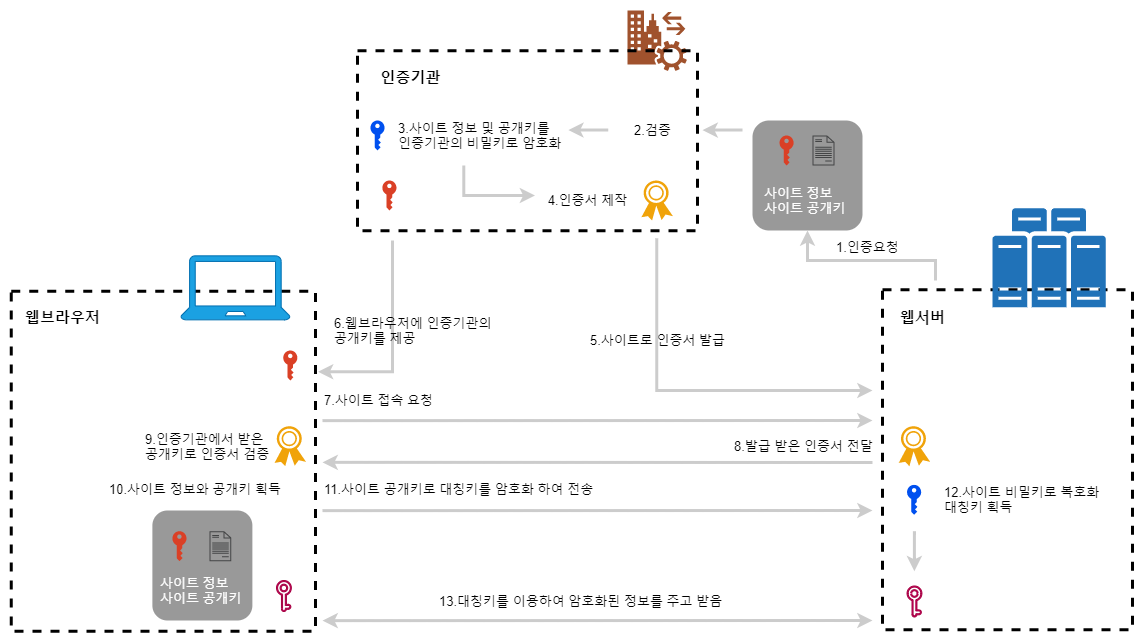 인증기관
3.사이트 정보 및 공개키를
인증기관의 비밀키로 암호화
2.검증
4.인증서 제작
사이트 정보
사이트 공개키
1.인증요청
웹브라우저
웹서버
6.웹브라우저에 인증기관의
공개키를 제공
5.사이트로 인증서 발급
7.사이트 접속 요청
9.인증기관에서 받은
공개키로 인증서 검증
8.발급 받은 인증서 전달
10.사이트 정보와 공개키 획득
11.사이트 공개키로 대칭키를 암호화 하여 전송
12.사이트 비밀키로 복호화
대칭키 획득
사이트 정보
사이트 공개키
13.대칭키를 이용하여 암호화된 정보를 주고 받음